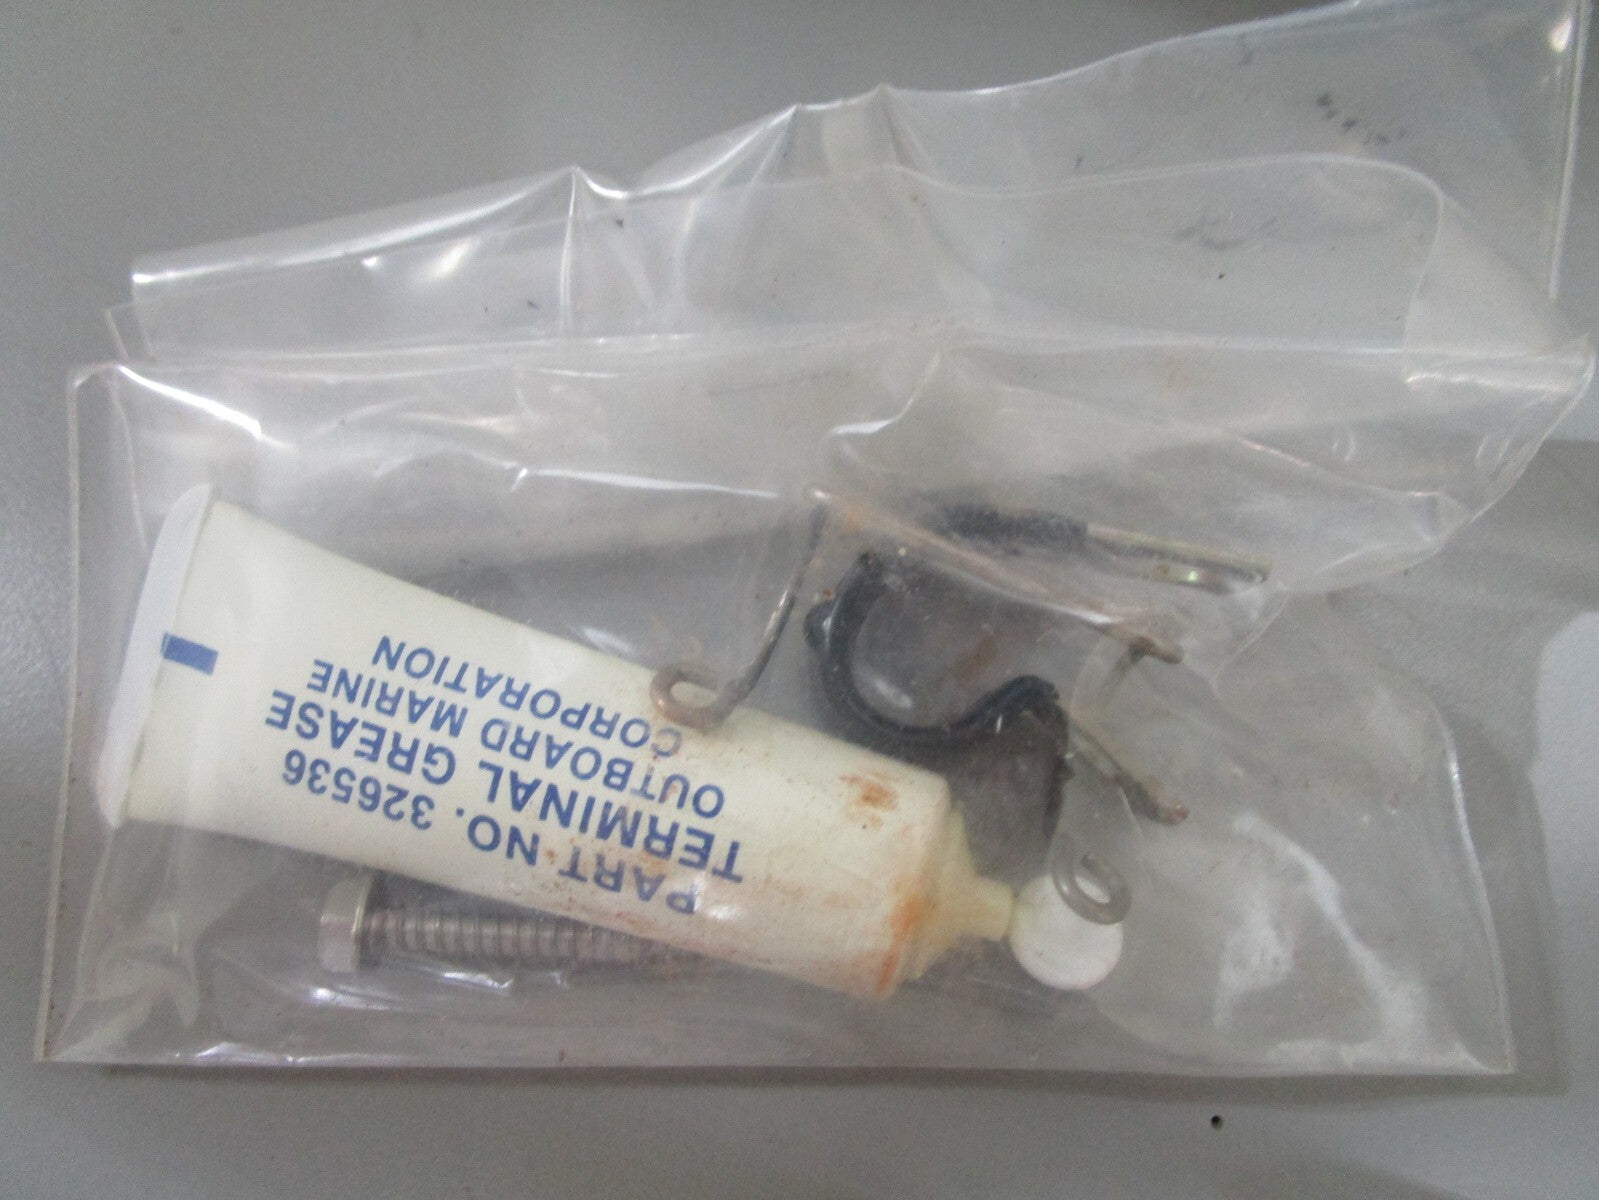 PART NO. 326536
TERMINAL GREASE
OUTBOARD MARINE
CORPORATION